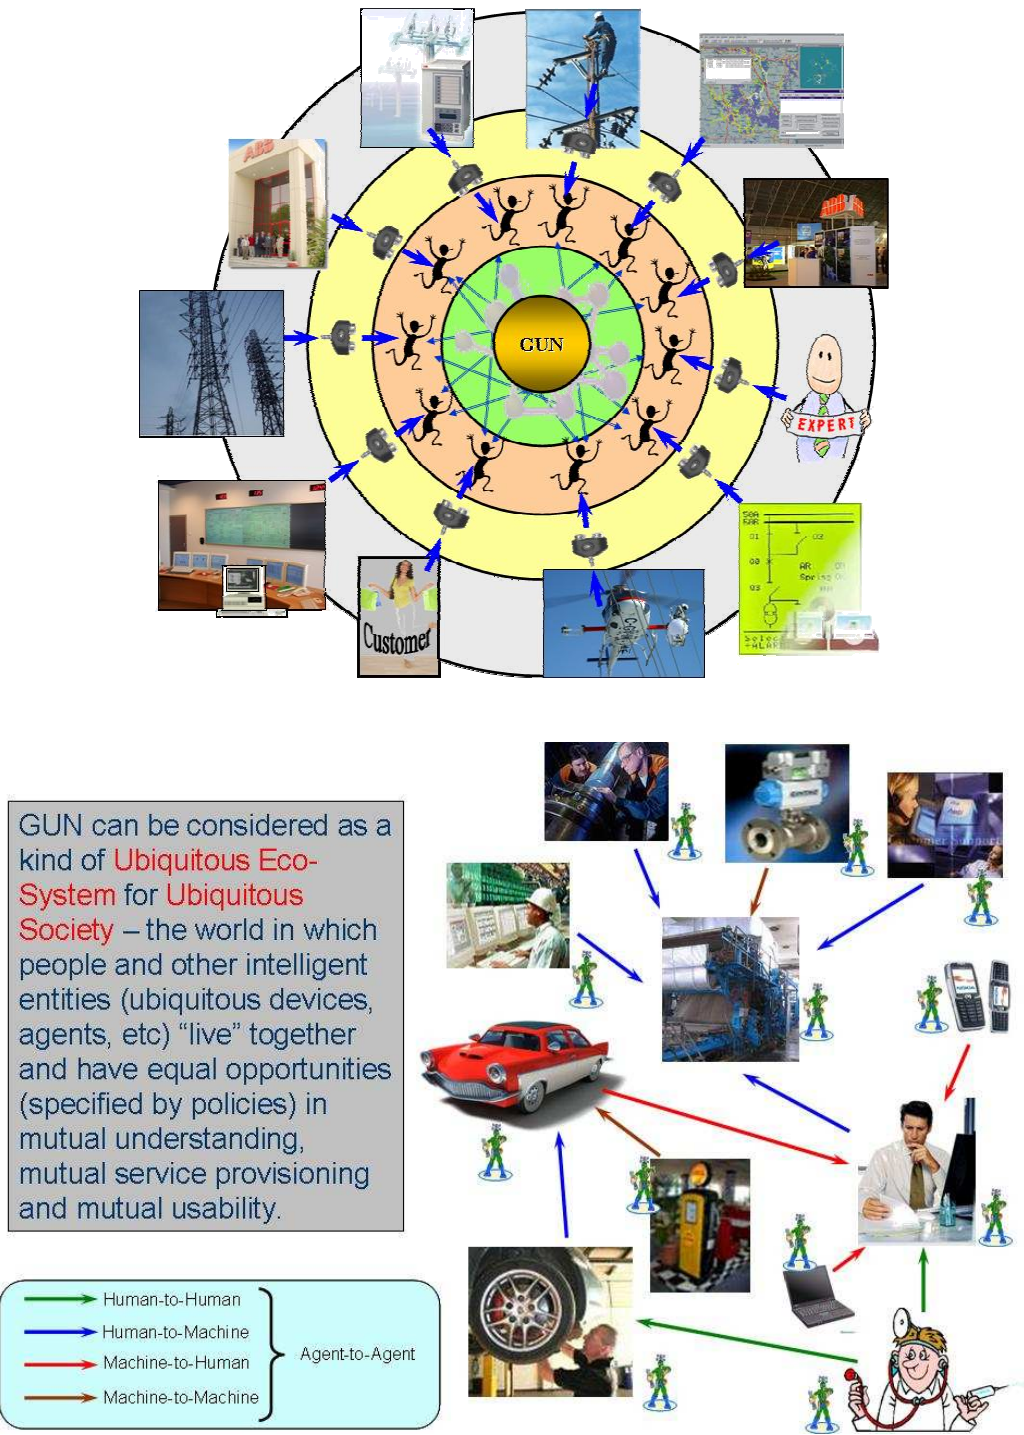 ABB
ABB
GUN
EXPERT
Customer
GUN can be considered as a
kind of Ubiquitous Eco-
System for Ubiquitous
Society – the world in which
people and other intelligent
entities (ubiquitous devices,
agents, etc) “live” together
and have equal opportunities
(specified by policies) in
mutual understanding,
mutual service provisioning
and mutual usability.
NOKIA
Human-to-Human
Human-to-Machine
Machine-to-Human
Machine-to-Machine
Agent-to-Agent